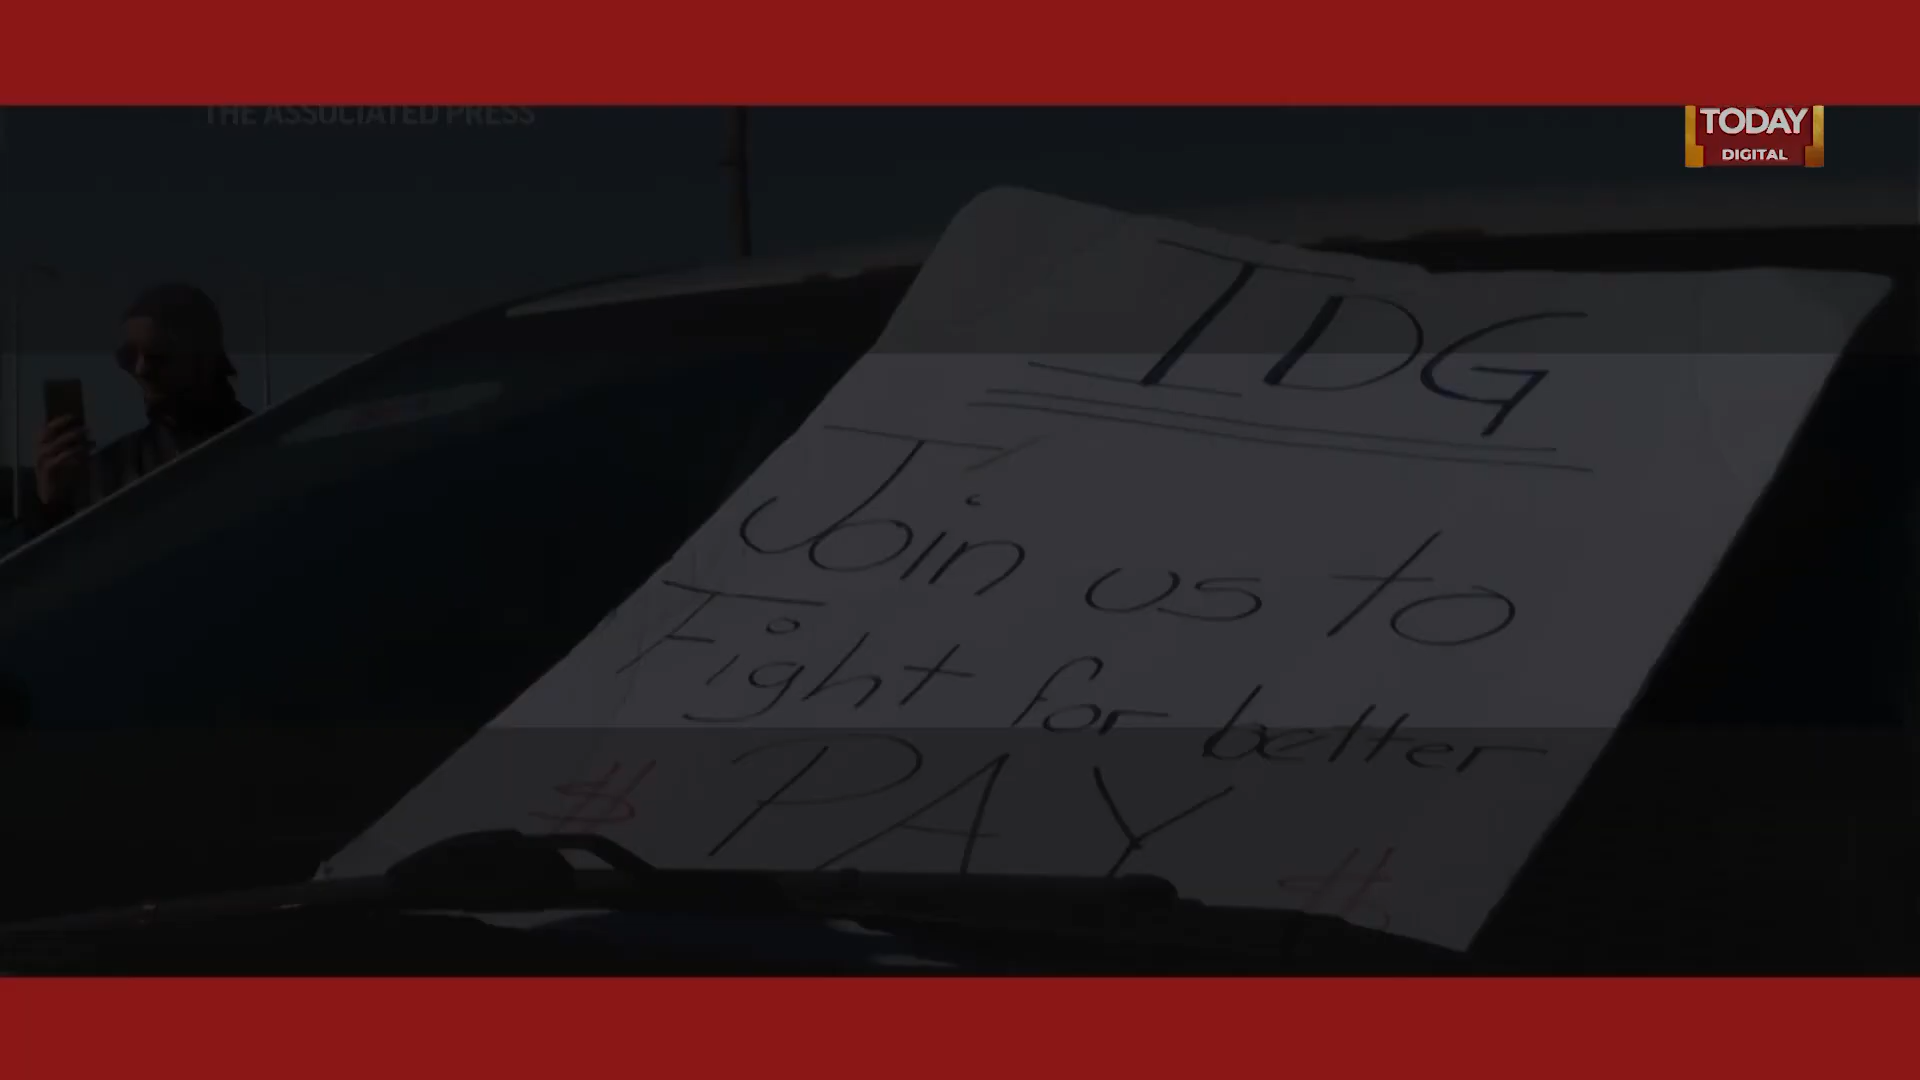 THE ASSOCIATED PRESS
TODAY
DIGITAL
IDG
Join us to
Fight for better
$ PAY $